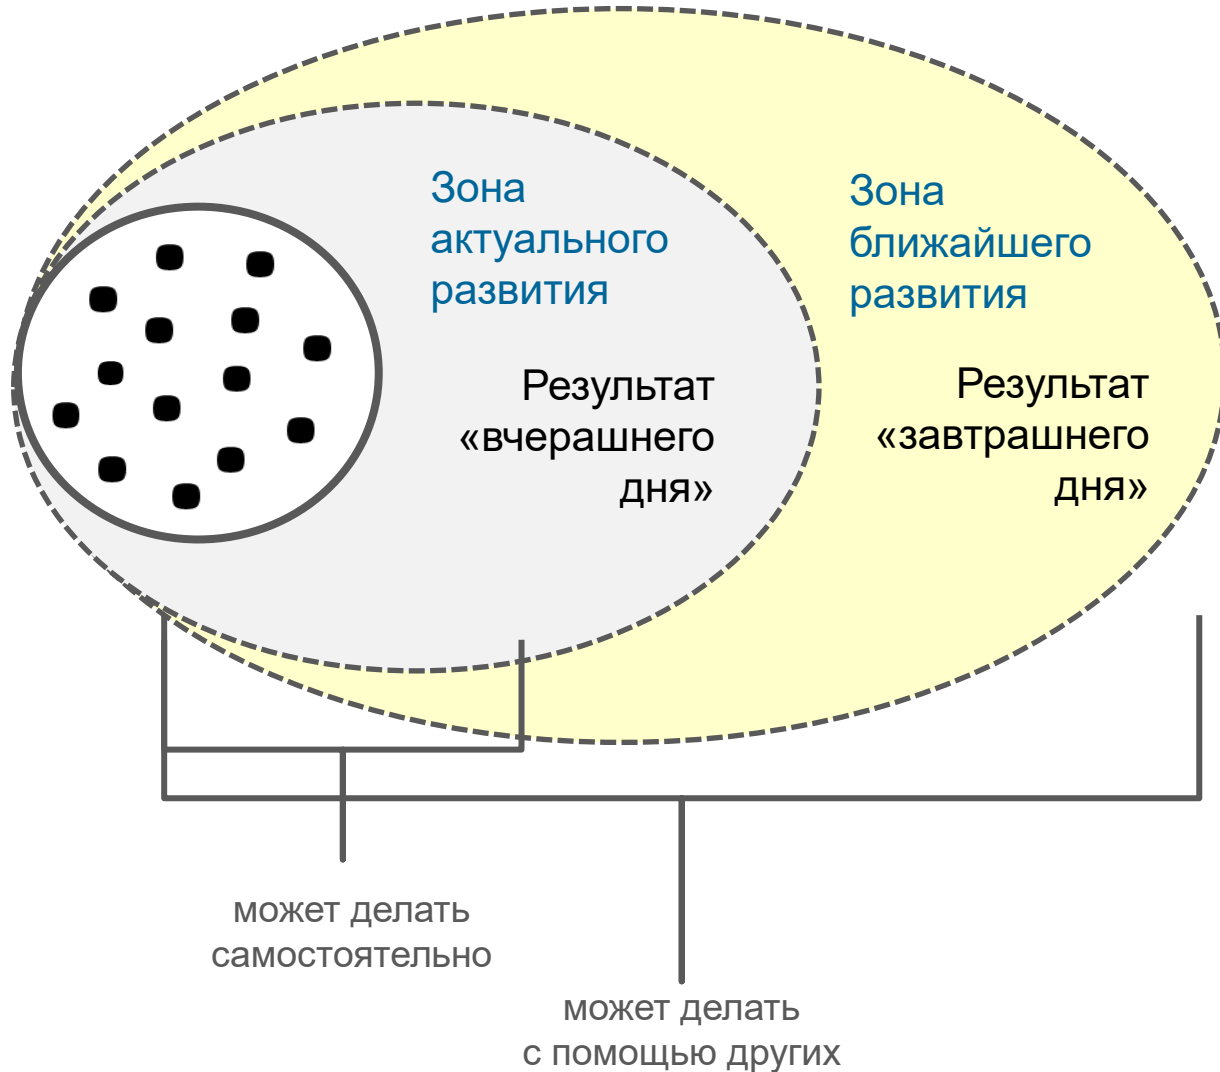 Зона
актуального
развития
Результат
«вчерашнего
дня»
Зона
ближайшего
развития
Результат
«завтрашнего
дня»
может делать
самостоятельно
может делать
с помощью других